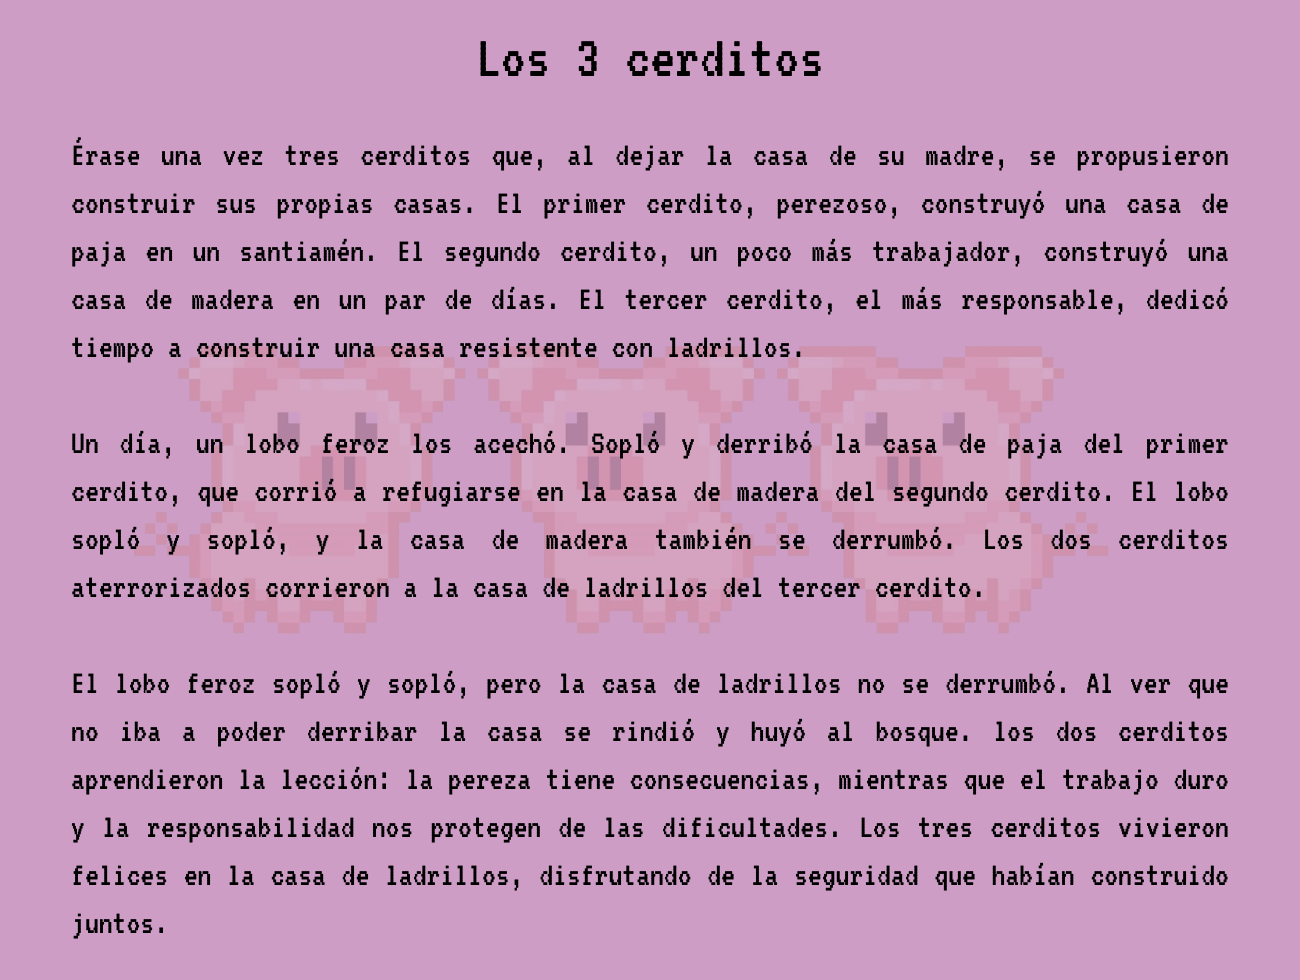 Los 3 cerditos
Érase una vez tres cerditos que, al dejar la casa de su madre, se propusieron
construir sus propias casas. El primer cerdito, perezoso, construyó una casa de
paja en un santiamén. El segundo cerdito, un poco más trabajador, construyó una
casa de madera en un par de días. El tercer cerdito, el más responsable, dedicó
tiempo a construir una casa resistente con ladrillos.
Un día, un lobo feroz los acechó. Sopló y derribó la casa de paja del primer
cerdito, que corrió a refugiarse en la casa de madera del segundo cerdito. El lobo
sopló y sopló, y la casa de madera también se derrumbó. Los dos cerditos
aterrorizados corrieron a la casa de ladrillos del tercer cerdito.
El lobo feroz sopló y sopló, pero la casa de ladrillos no se derrumbó. Al ver que
no iba a poder derribar la casa se rindió y huyó al bosque. los dos cerditos
aprendieron la lección: la pereza tiene consecuencias, mientras que el trabajo duro
y la responsabilidad nos protegen de las dificultades. Los tres cerditos vivieron
felices en la casa de ladrillos, disfrutando de la seguridad que habían construido
juntos.